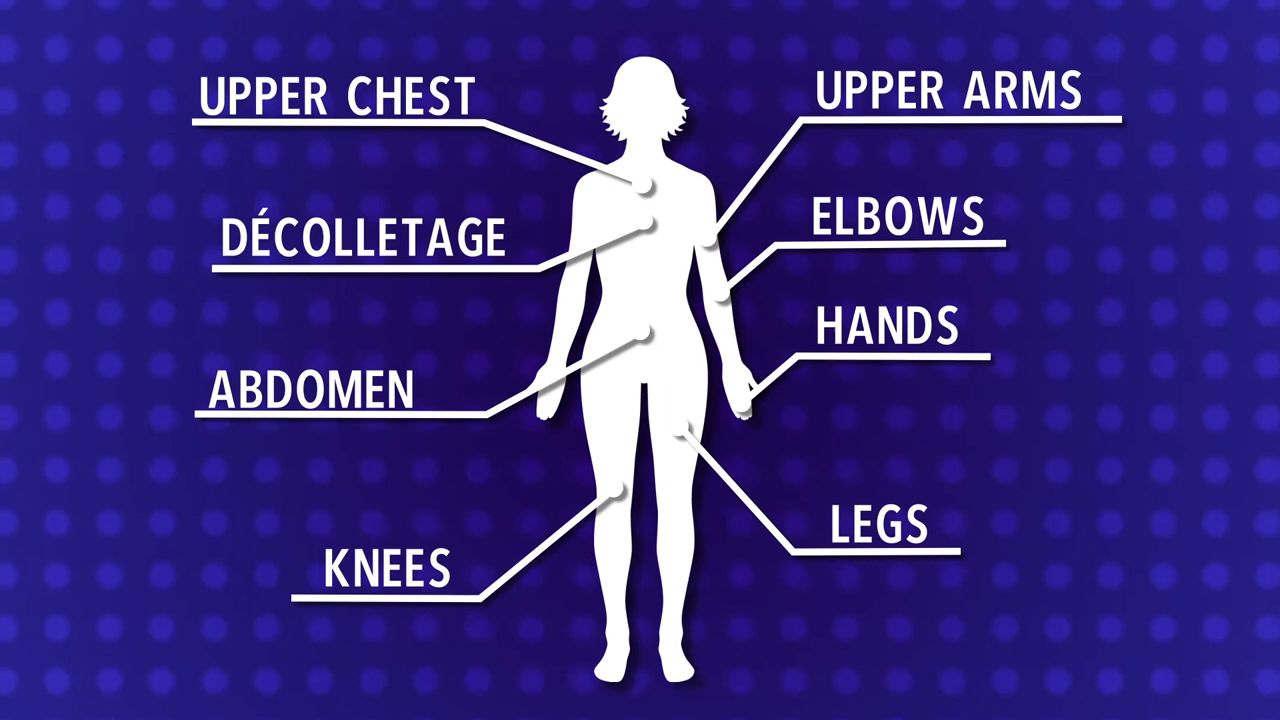 UPPER CHEST
DÉCOLLETAGE
ABDOMEN
KNEES
UPPER ARMS
ELBOWS
HANDS
LEGS